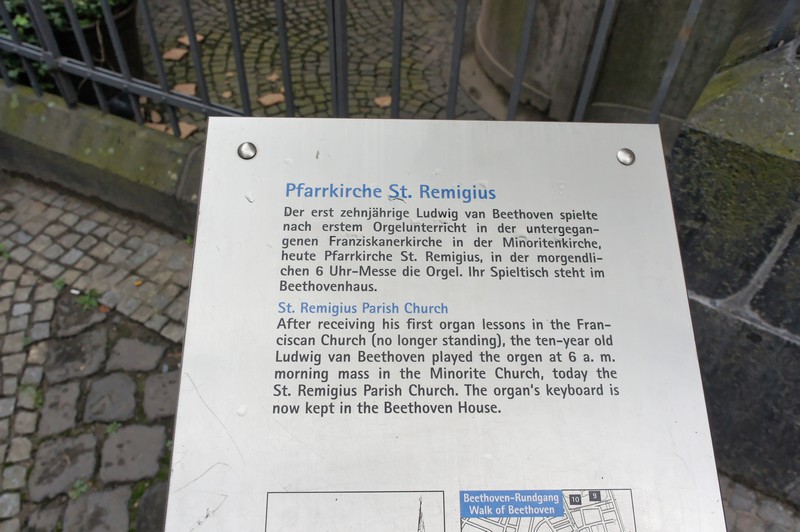 Pfarrkirche St. Remigius
Der erst zehnjährige Ludwig van Beethoven spielte
nach erstem Orgelunterricht in der untergegan-
genen Franziskanerkirche in der Minoritenkirche,
heute Pfarrkirche St. Remigius, in der morgendli-
chen 6 Uhr-Messe die Orgel. Ihr Spieltisch steht im
Beethovenhaus.
St. Remigius Parish Church
After receiving his first organ lessons in the Fran-
ciscan Church (no longer standing), the ten-year old
Ludwig van Beethoven played the orgen at 6 a. m.
morning mass in the Minorite Church, today the
St. Remigius Parish Church. The organ's keyboard is
now kept in the Beethoven House.
Beethoven-Rundgang
Walk of Beethoven
10 9